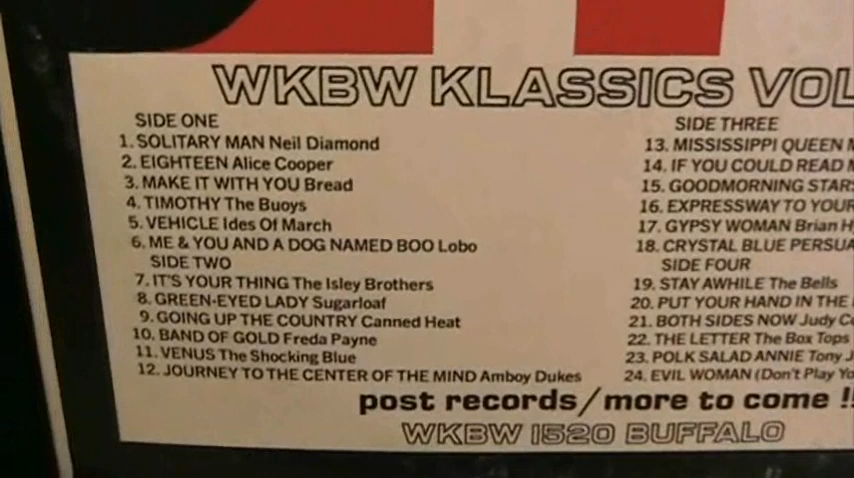 WKBW KLASSICS VOL
SIDE ONE
1. SOLITARY MAN Neil Diamond
2. EIGHTEEN Alice Cooper
3. MAKE IT WITH YOU Bread
4. TIMOTHY The Buoys
5. VEHICLE Ides Of March
6. ME & YOU AND A DOG NAMED BOO Lobo
SIDE TWO
7. IT'S YOUR THING The Isley Brothers
8. GREEN-EYED LADY Sugarloaf
9. GOING UP THE COUNTRY Canned Heat
10. BAND OF GOLD Freda Payne
11. VENUS The Shocking Blue
12. JOURNEY TO THE CENTER OF THE MIND Amboy Dukes
SIDE THREE
13. MISSISSIPPI QUEEN
14. IF YOU COULD READ
15. GOODMORNING STARS
16. EXPRESSWAY TO YOUR
17. GYPSY WOMAN Brian H
18. CRYSTAL BLUE PERSUA
SIDE FOUR
19. STAY AWHILE The Bells
20. PUT YOUR HAND IN THE
21. BOTH SIDES NOW Judy C
22. THE LETTER The Box Tops
23. POLK SALAD ANNIE Tony J
24. EVIL WOMAN (Don't Play Yo
post records/more to come !!
WKBW 1520 BUFFALO